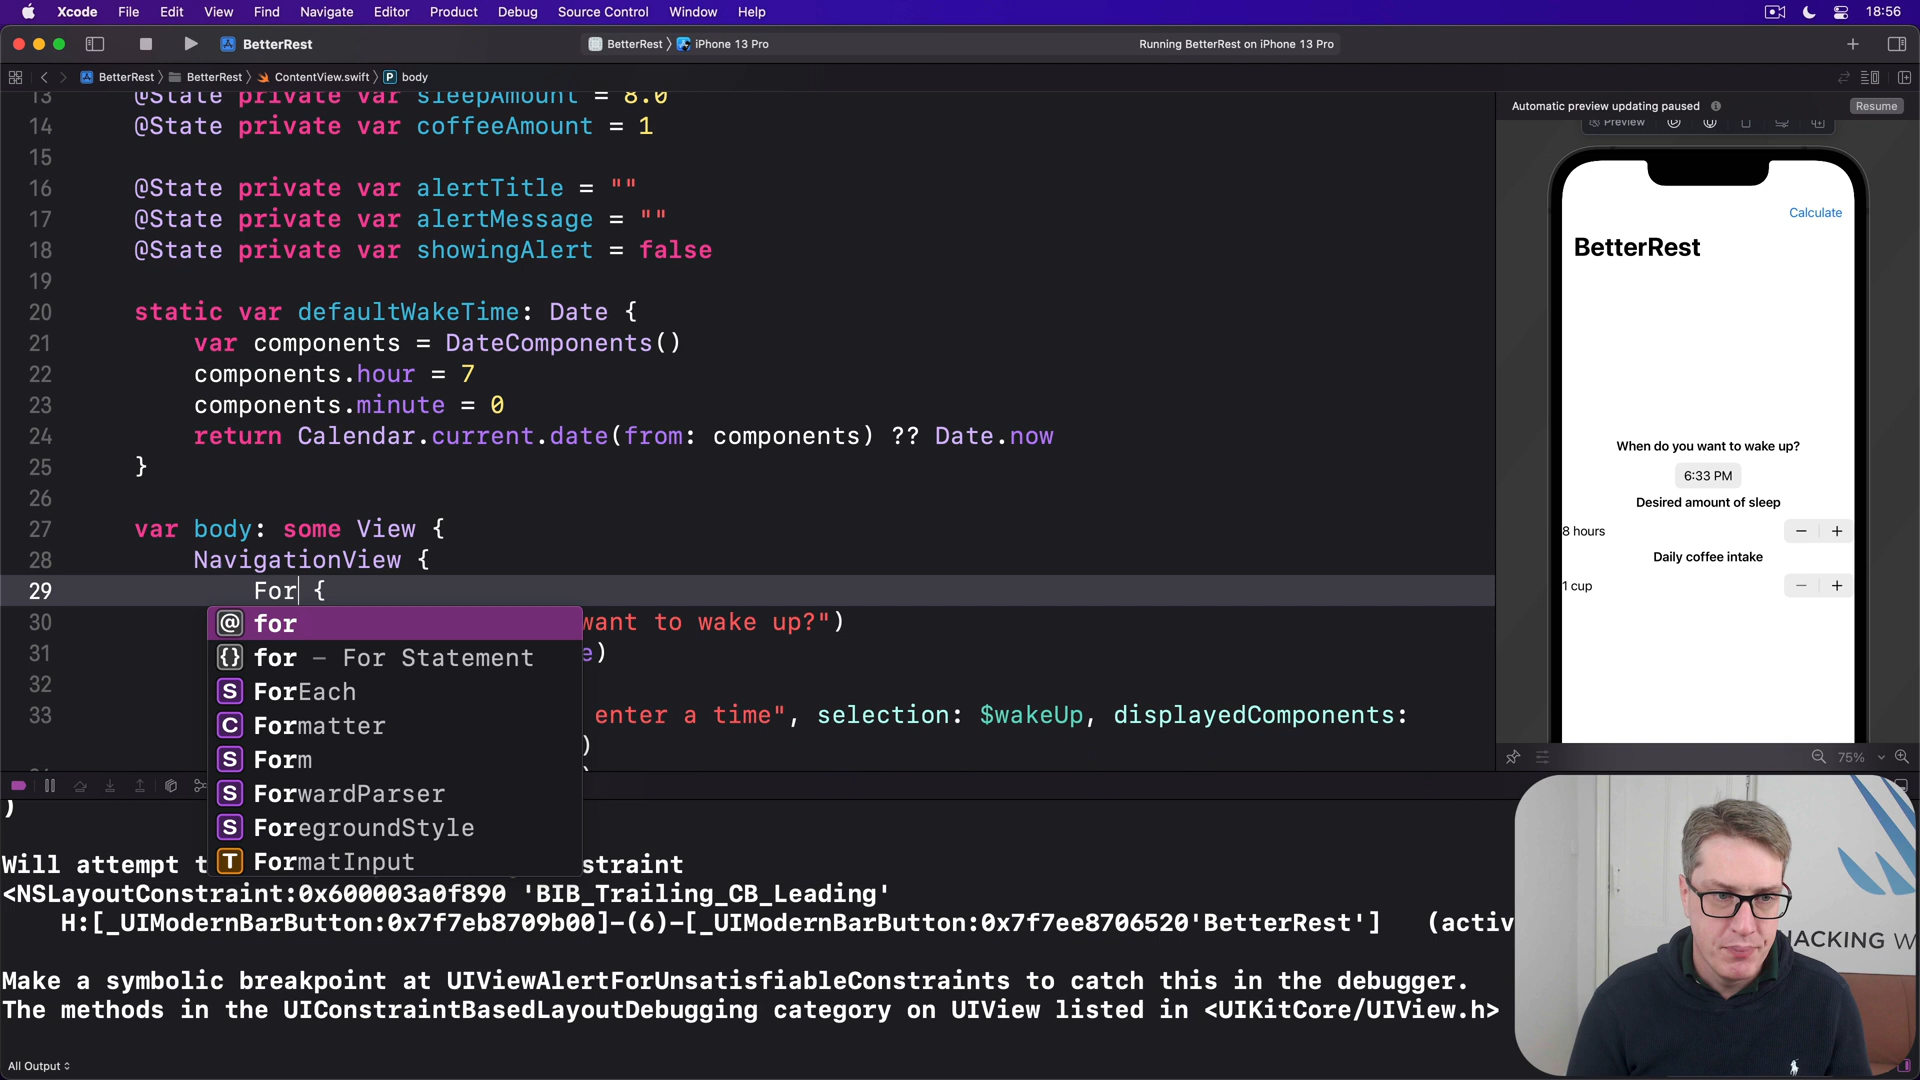 Xcode File Edit View Find Navigate Editor Product Debug Source Control Window Help 18:56
BetterRest
BetterRest iPhone 13 Pro
Running BetterRest on iPhone 13 Pro
BetterRest BetterRest ContentView.swift P body
13 @State private var sleepAmount = 8.0
14 @State private var coffeeAmount = 1
15
16 @State private var alertTitle = ""
17 @State private var alertMessage = ""
18 @State private var showingAlert = false
19
20 static var defaultWakeTime: Date {
21 var components = DateComponents()
22 components.hour = 7
23 components.minute = 0
24 return Calendar.current.date(from: components) ?? Date.now
25 }
26
27 var body: some View {
28 NavigationView {
29 For {
30 want to wake up?")
31 e)
32
33 enter a time", selection: $wakeUp, displayedComponents:
)
@ for
{} for – For Statement
S ForEach
C Formatter
S Form
S ForwardParser
S ForegroundStyle
T FormatInput
Automatic preview updating paused
Resume
Preview
Calculate
BetterRest
When do you want to wake up?
6:33 PM
Desired amount of sleep
8 hours − +
Daily coffee intake
1 cup − +
75%
)
Will attempt t straint
<NSLayoutConstraint:0x600003a0f890 'BIB_Trailing_CB_Leading'
H:[_UIModernBarButton:0x7f7eb8709b00]-(6)-[_UIModernBarButton:0x7f7ee8706520'BetterRest'] (activ
Make a symbolic breakpoint at UIViewAlertForUnsatisfiableConstraints to catch this in the debugger.
The methods in the UIConstraintBasedLayoutDebugging category on UIView listed in <UIKitCore/UIView.h>
HACKING W
All Output